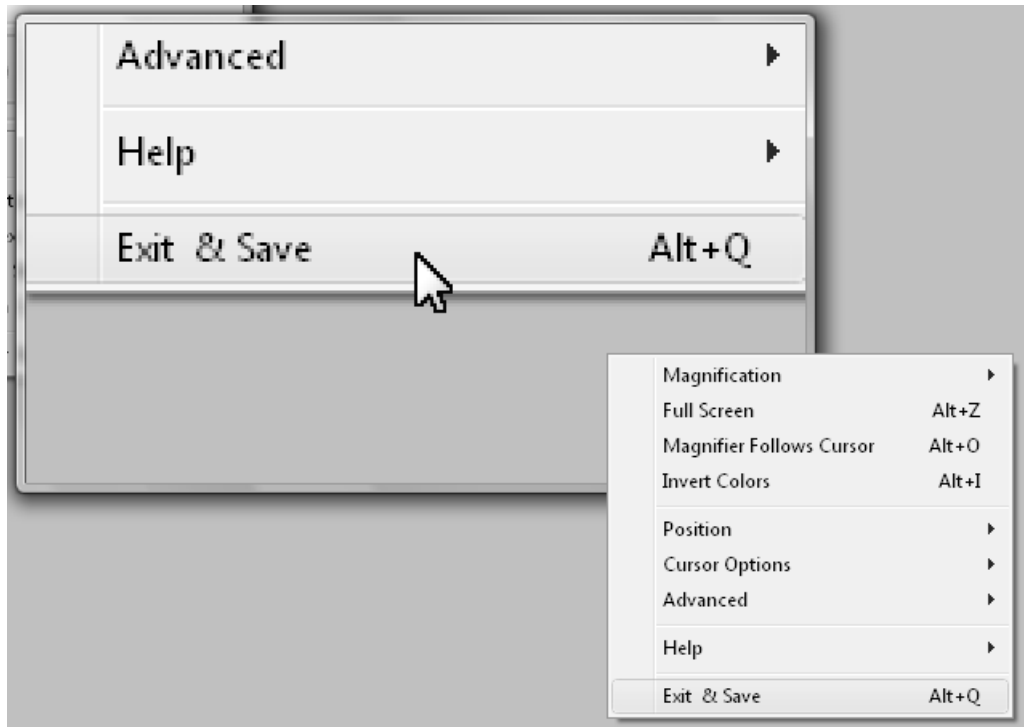 Advanced
Help
Exit & Save Alt+Q
Magnification
Full Screen Alt+Z
Magnifier Follows Cursor Alt+O
Invert Colors Alt+I
Position
Cursor Options
Advanced
Help
Exit & Save Alt+Q